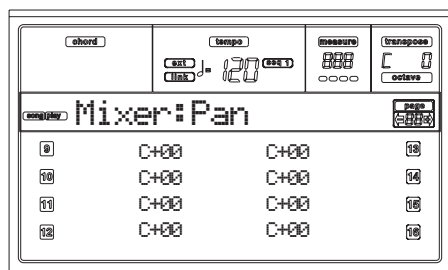 chord tempo measure transpose
ext ♩= 120 seq 1 888 C 0
link octave
song play Mixer:Pan page
9 C+00 C+00 13
10 C+00 C+00 14
11 C+00 C+00 15
12 C+00 C+00 16